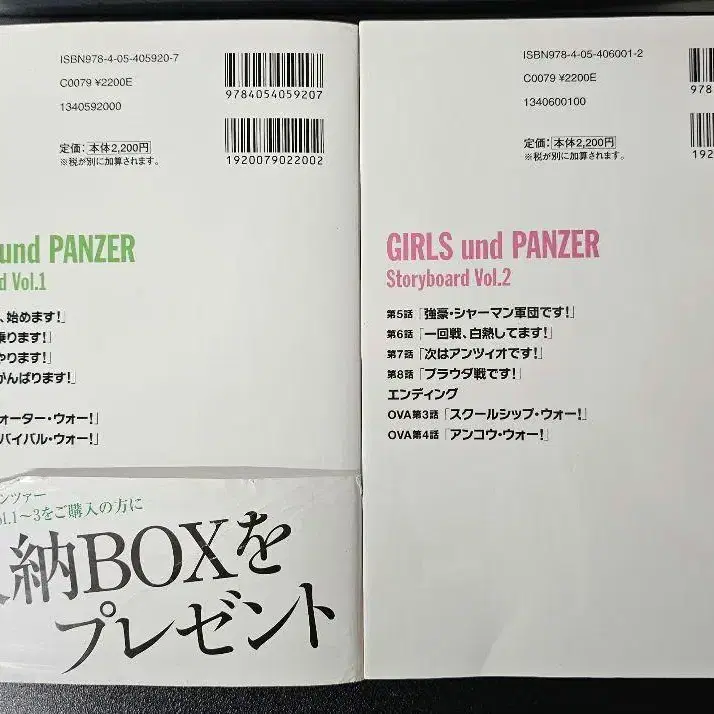 ISBN978-4-05-405920-7
C0079 ¥2200E
1340592000
9784054059207
定価：本体2,200円
※税が別に加算されます。
1920079022002
und PANZER
d Vol.1
、始めます！」
乗ります！」
やります！」
がんばります！」
ォーター・ウォー！」
バイバル・ウォー！」
ンツァー
ol.1～3をご購入の方に
納BOXを
プレゼント
ISBN978-4-05-406001-2
C0079 ¥2200E
1340600100
978
定価：本体2,200円
※税が別に加算されます。
192
GIRLS und PANZER
Storyboard Vol.2
第5話「強豪・シャーマン軍団です！」
第6話「一回戦、白熱してます！」
第7話「次はアンツィオです！」
第8話「プラウダ戦です！」
エンディング
OVA第3話「スクールシップ・ウォー！」
OVA第4話「アンコウ・ウォー！」